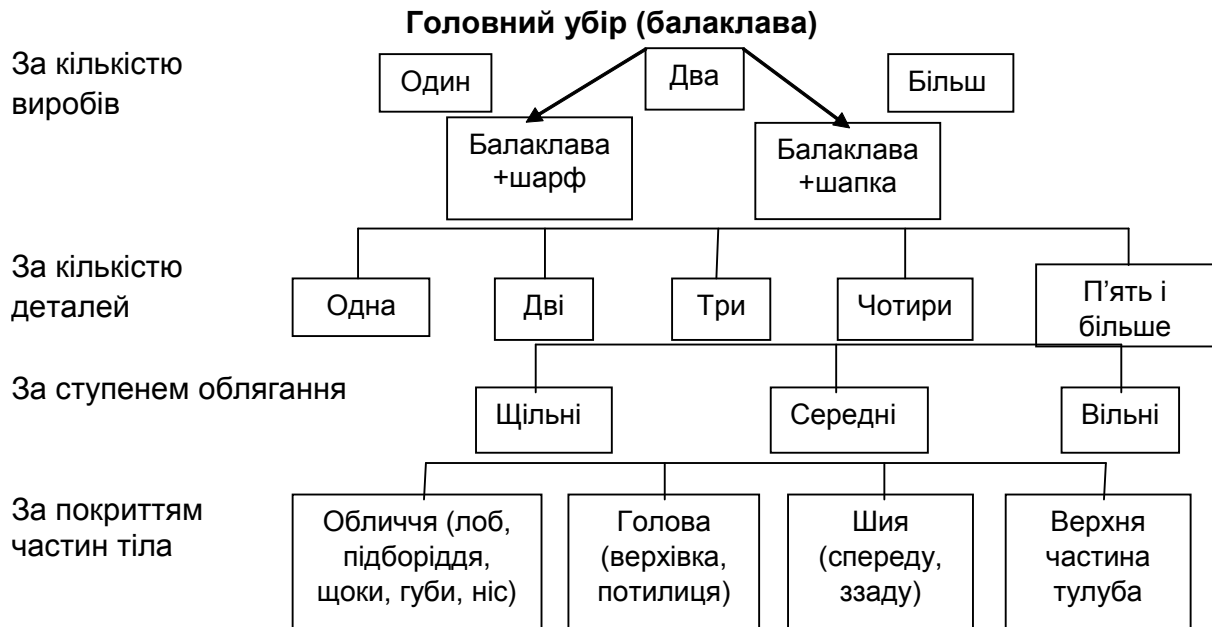 Головний убір (балаклава)
За кількістю
виробів
Один
Два
Більш
Балаклава
+шарф
Балаклава
+шапка
За кількістю
деталей
Одна
Дві
Три
Чотири
П’ять і
більше
За ступенем облягання
Щільні
Середні
Вільні
За покриттям
частин тіла
Обличчя (лоб,
підборіддя,
щоки, губи, ніс)
Голова
(верхівка,
потилиця)
Шия
(спереду,
ззаду)
Верхня
частина
тулуба